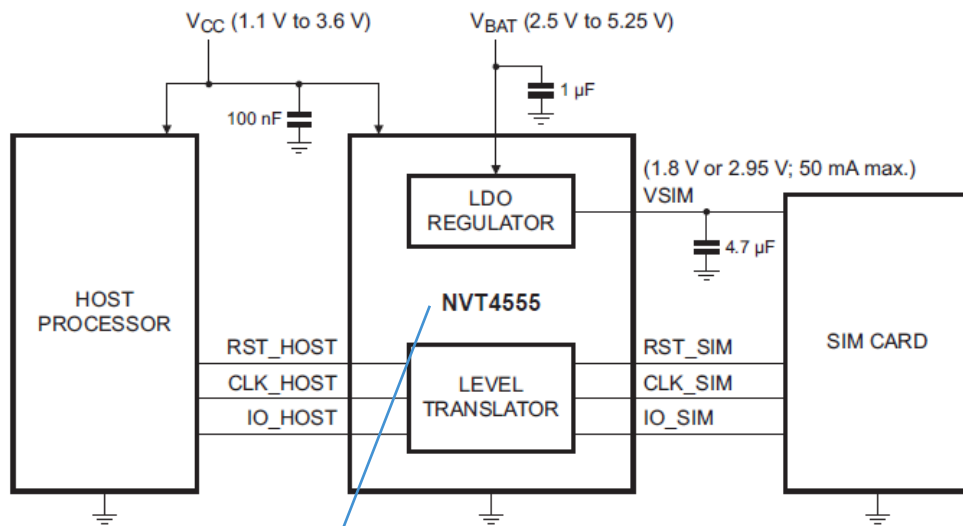 VCC (1.1 V to 3.6 V)
VBAT (2.5 V to 5.25 V)
100 nF
1 µF
(1.8 V or 2.95 V; 50 mA max.)
VSIM
4.7 µF
LDO
REGULATOR
HOST
PROCESSOR
NVT4555
SIM CARD
RST_HOST
CLK_HOST
IO_HOST
LEVEL
TRANSLATOR
RST_SIM
CLK_SIM
IO_SIM